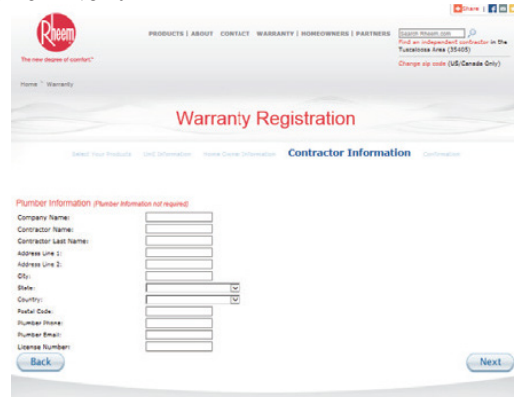 Share
Rheem
PRODUCTS | ABOUT CONTACT WARRANTY | HOMEOWNERS | PARTNERS
Search Rheem.com
The new degree of comfort.™
Find an independent contractor in the
Tuscaloosa Area (35405)
Change zip code (US/Canada Only)
Home > Warranty
Warranty Registration
Select Your Products Unit Information Home Owner Information Contractor Information Confirmation
Plumber Information (Plumber Information not required)
Company Name:
Contractor Name:
Contractor Last Name:
Address Line 1:
Address Line 2:
City:
State:
Country:
Postal Code:
Plumber Phone:
Plumber Email:
License Number:
Back
Next